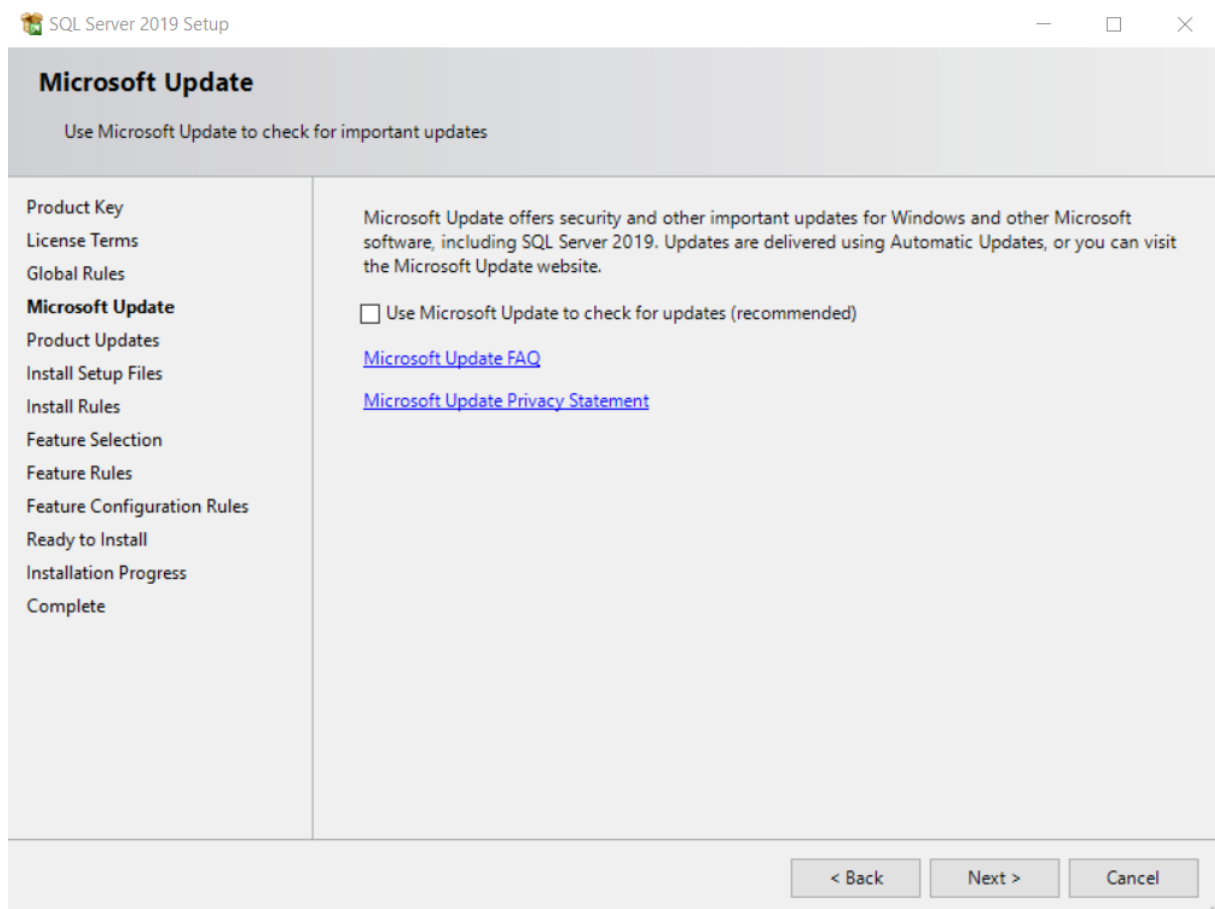 SQL Server 2019 Setup
Microsoft Update
Use Microsoft Update to check for important updates
Product Key
License Terms
Global Rules
Microsoft Update
Product Updates
Install Setup Files
Install Rules
Feature Selection
Feature Rules
Feature Configuration Rules
Ready to Install
Installation Progress
Complete
Microsoft Update offers security and other important updates for Windows and other Microsoft
software, including SQL Server 2019. Updates are delivered using Automatic Updates, or you can visit
the Microsoft Update website.
Use Microsoft Update to check for updates (recommended)
Microsoft Update FAQ
Microsoft Update Privacy Statement
< Back
Next >
Cancel